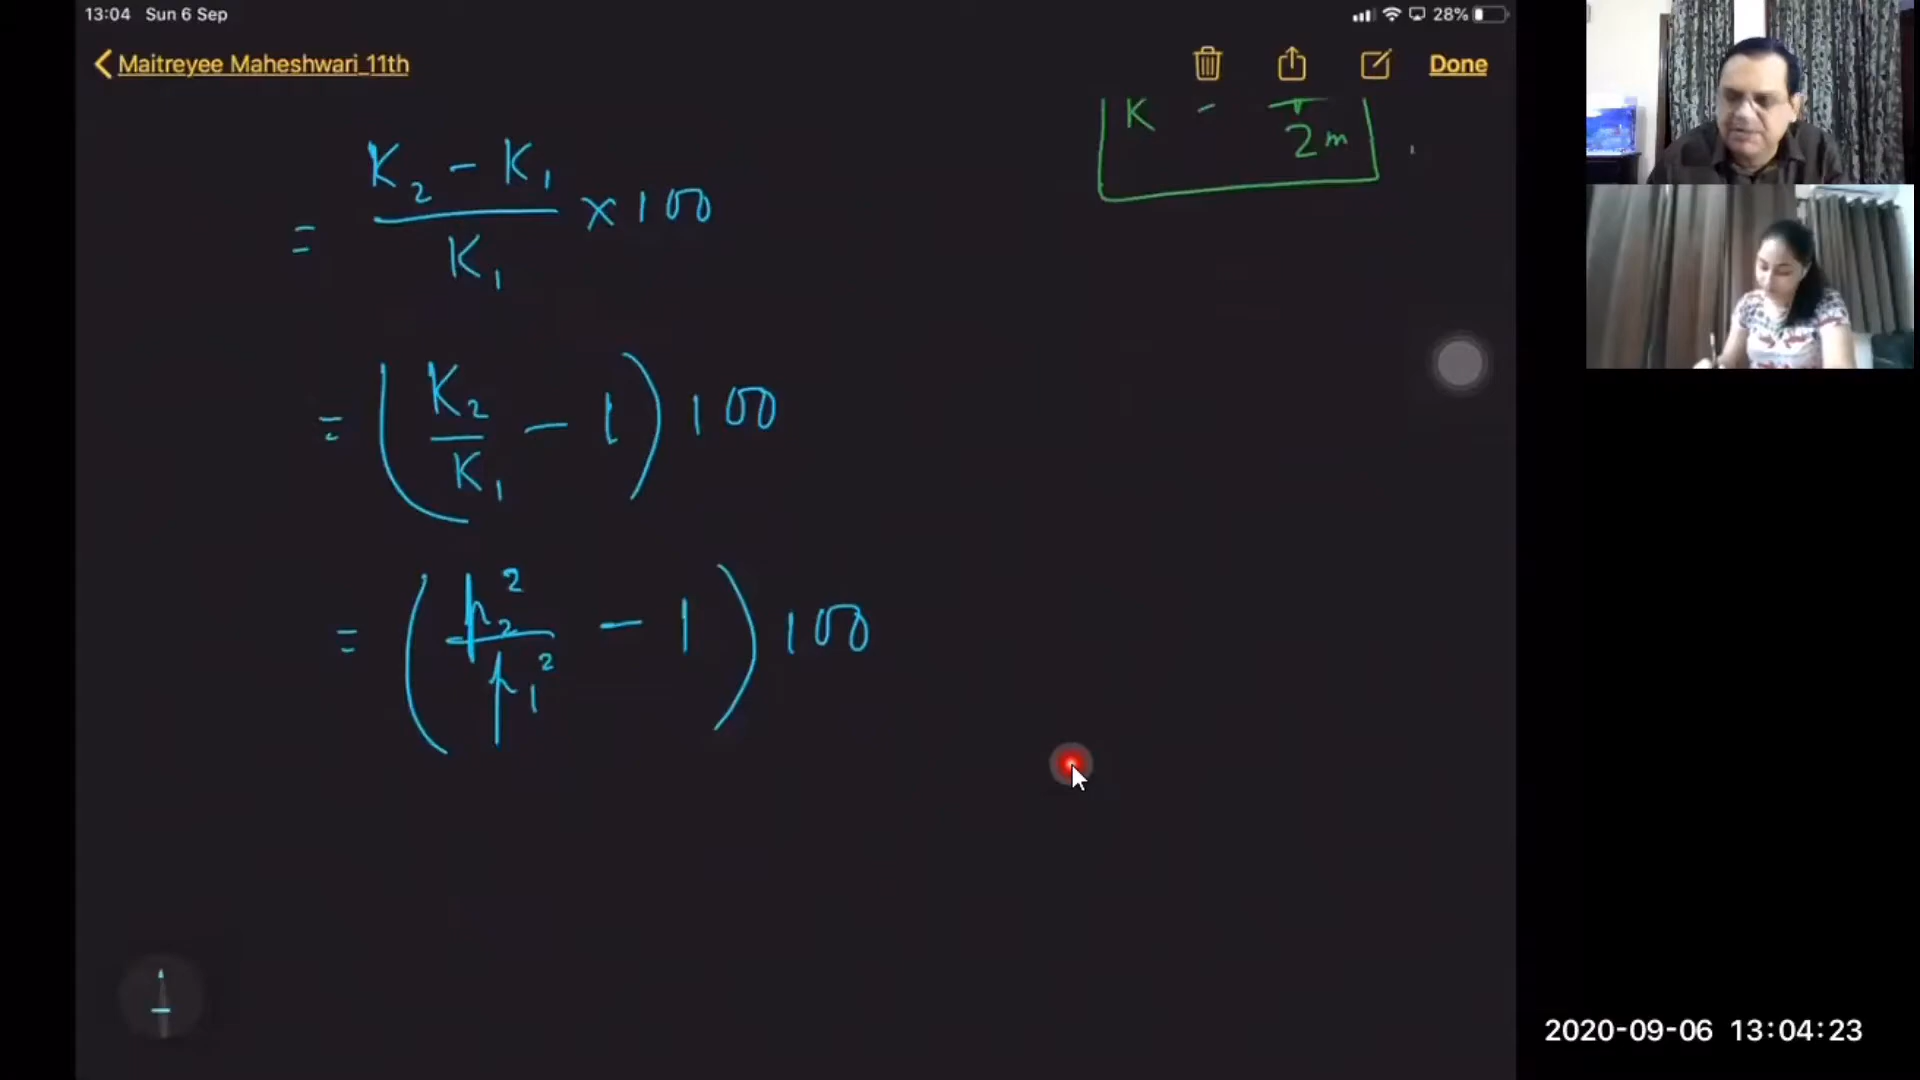 13:04 Sun 6 Sep 28%
Maitreyee Maheshwari_11th Done
K - 
2m
= K₂ - K₁ / K₁ × 100
= (K₂ / K₁ - 1) 100
= (p₂² / p₁² - 1) 100
2020-09-06 13:04:23